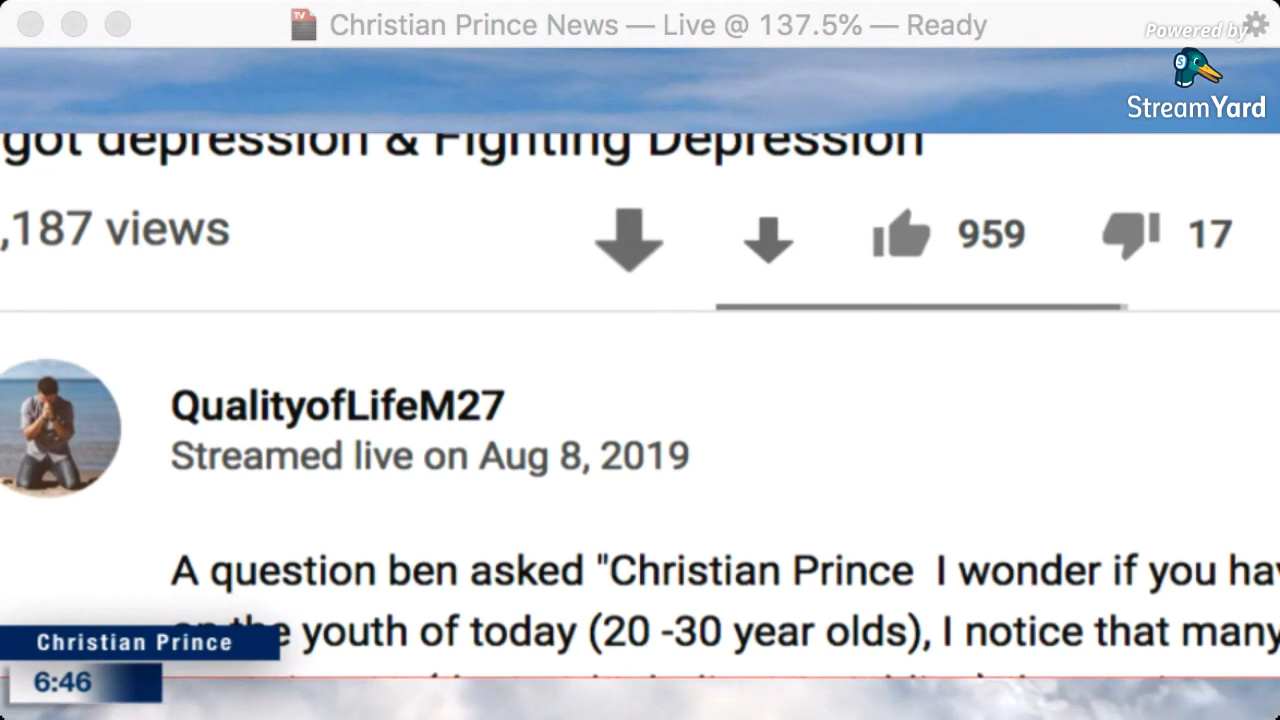 TV Christian Prince News — Live @ 137.5% — Ready
Powered by
StreamYard
got depression & Fighting Depression
,187 views
959
17
QualityofLifeM27
Streamed live on Aug 8, 2019
A question ben asked "Christian Prince I wonder if you hav
the youth of today (20 -30 year olds), I notice that many
Christian Prince
6:46